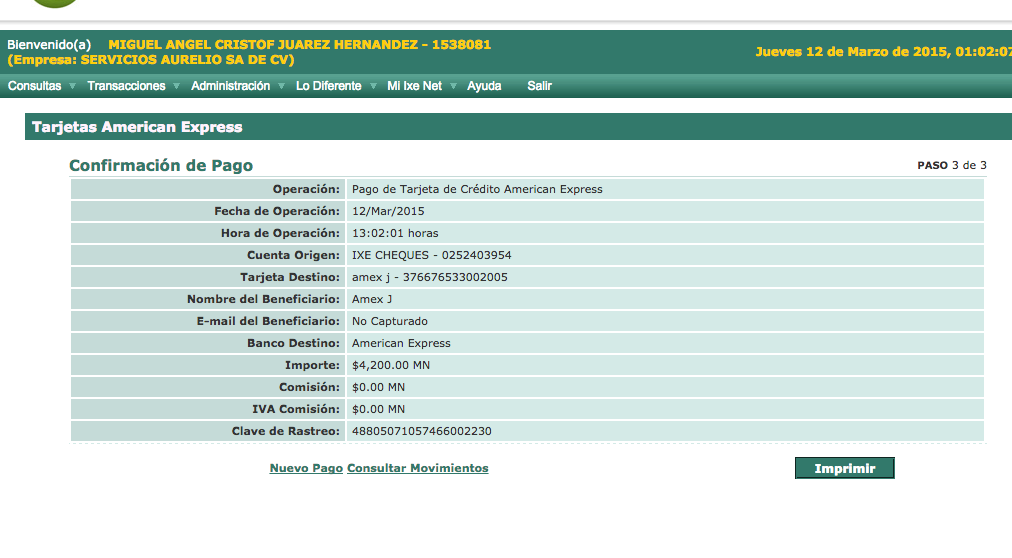 Bienvenido(a) MIGUEL ANGEL CRISTOF JUAREZ HERNANDEZ - 1538081
(Empresa: SERVICIOS AURELIO SA DE CV)
Jueves 12 de Marzo de 2015, 01:02:07
Consultas Transacciones Administración Lo Diferente Mi Ixe Net Ayuda Salir
Tarjetas American Express
Confirmación de Pago PASO 3 de 3
Operación: Pago de Tarjeta de Crédito American Express
Fecha de Operación: 12/Mar/2015
Hora de Operación: 13:02:01 horas
Cuenta Origen: IXE CHEQUES - 0252403954
Tarjeta Destino: amex j - 376676533002005
Nombre del Beneficiario: Amex J
E-mail del Beneficiario: No Capturado
Banco Destino: American Express
Importe: $4,200.00 MN
Comisión: $0.00 MN
IVA Comisión: $0.00 MN
Clave de Rastreo: 48805071057466002230
Nuevo Pago Consultar Movimientos Imprimir